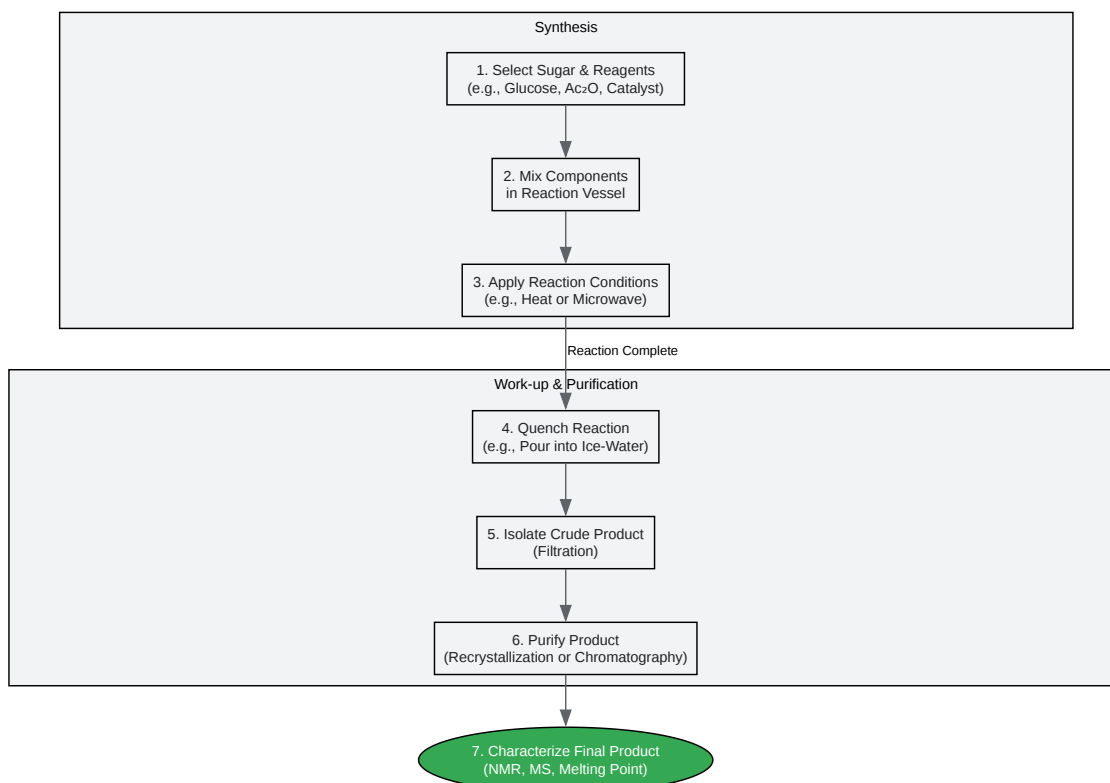 Synthesis
1. Select Sugar & Reagents
(e.g., Glucose, Ac₂O, Catalyst)
2. Mix Components
in Reaction Vessel
3. Apply Reaction Conditions
(e.g., Heat or Microwave)
Reaction Complete
Work-up & Purification
4. Quench Reaction
(e.g., Pour into Ice-Water)
5. Isolate Crude Product
(Filtration)
6. Purify Product
(Recrystallization or Chromatography)
7. Characterize Final Product
(NMR, MS, Melting Point)